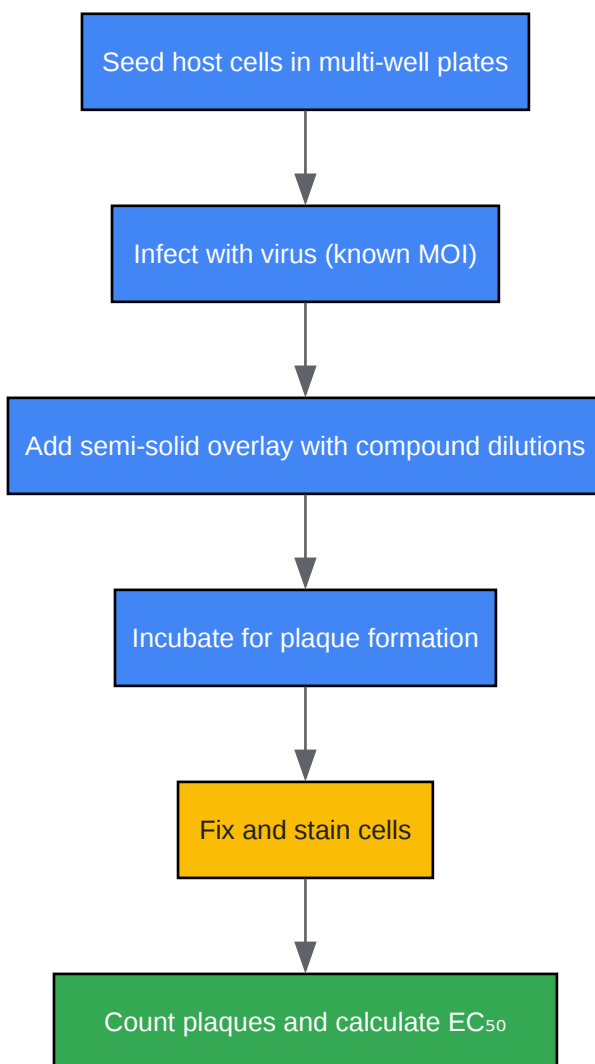 Seed host cells in multi-well plates
Infect with virus (known MOI)
Add semi-solid overlay with compound dilutions
Incubate for plaque formation
Fix and stain cells
Count plaques and calculate EC₅₀